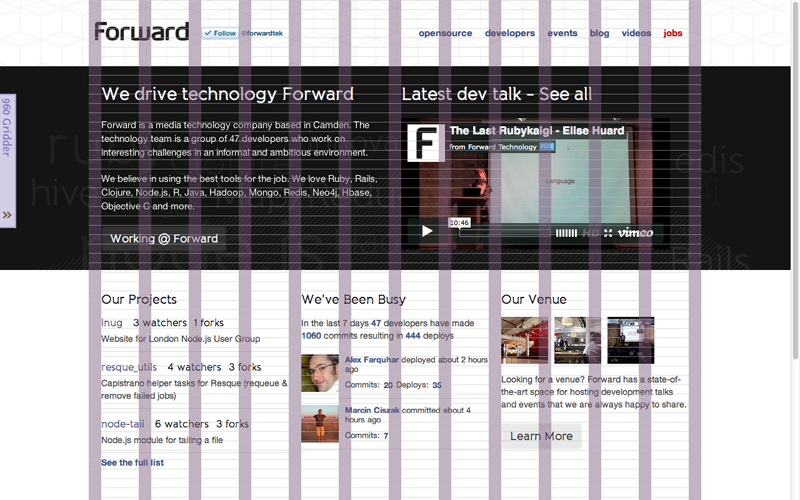 Forward
Follow @forwardtek
opensource developers events blog videos jobs
960 Gridder
We drive technology Forward
Forward is a media technology company based in Camden. The
technology team is a group of 47 developers who work on
interesting challenges in an informal and ambitious environment.
We believe in using the best tools for the job. We love Ruby, Rails,
Clojure, Node.js, R, Java, Hadoop, Mongo, Redis, Neo4j, Hbase,
Objective C and more.
Working @ Forward
Latest dev talk - See all
The Last Rubykaigi - Elise Huard
from Forward Technology PLUS
Language
10:46
HD vimeo
redis
hive
Rails
Our Projects
lnug 3 watchers 1 forks
Website for London Node.js User Group
resque_utils 4 watchers 3 forks
Capistrano helper tasks for Resque (requeue &
remove failed jobs)
node-tail 6 watchers 3 forks
Node.js module for tailing a file
See the full list
We've Been Busy
In the last 7 days 47 developers have made
1060 commits resulting in 444 deploys
Alex Farquhar deployed about 2 hours
ago
Commits: 20 Deploys: 35
Marcin Ciszak committed about 4
hours ago
Commits: 7
Our Venue
Looking for a venue? Forward has a state-of-
the-art space for hosting development talks
and events that we are always happy to share.
Learn More